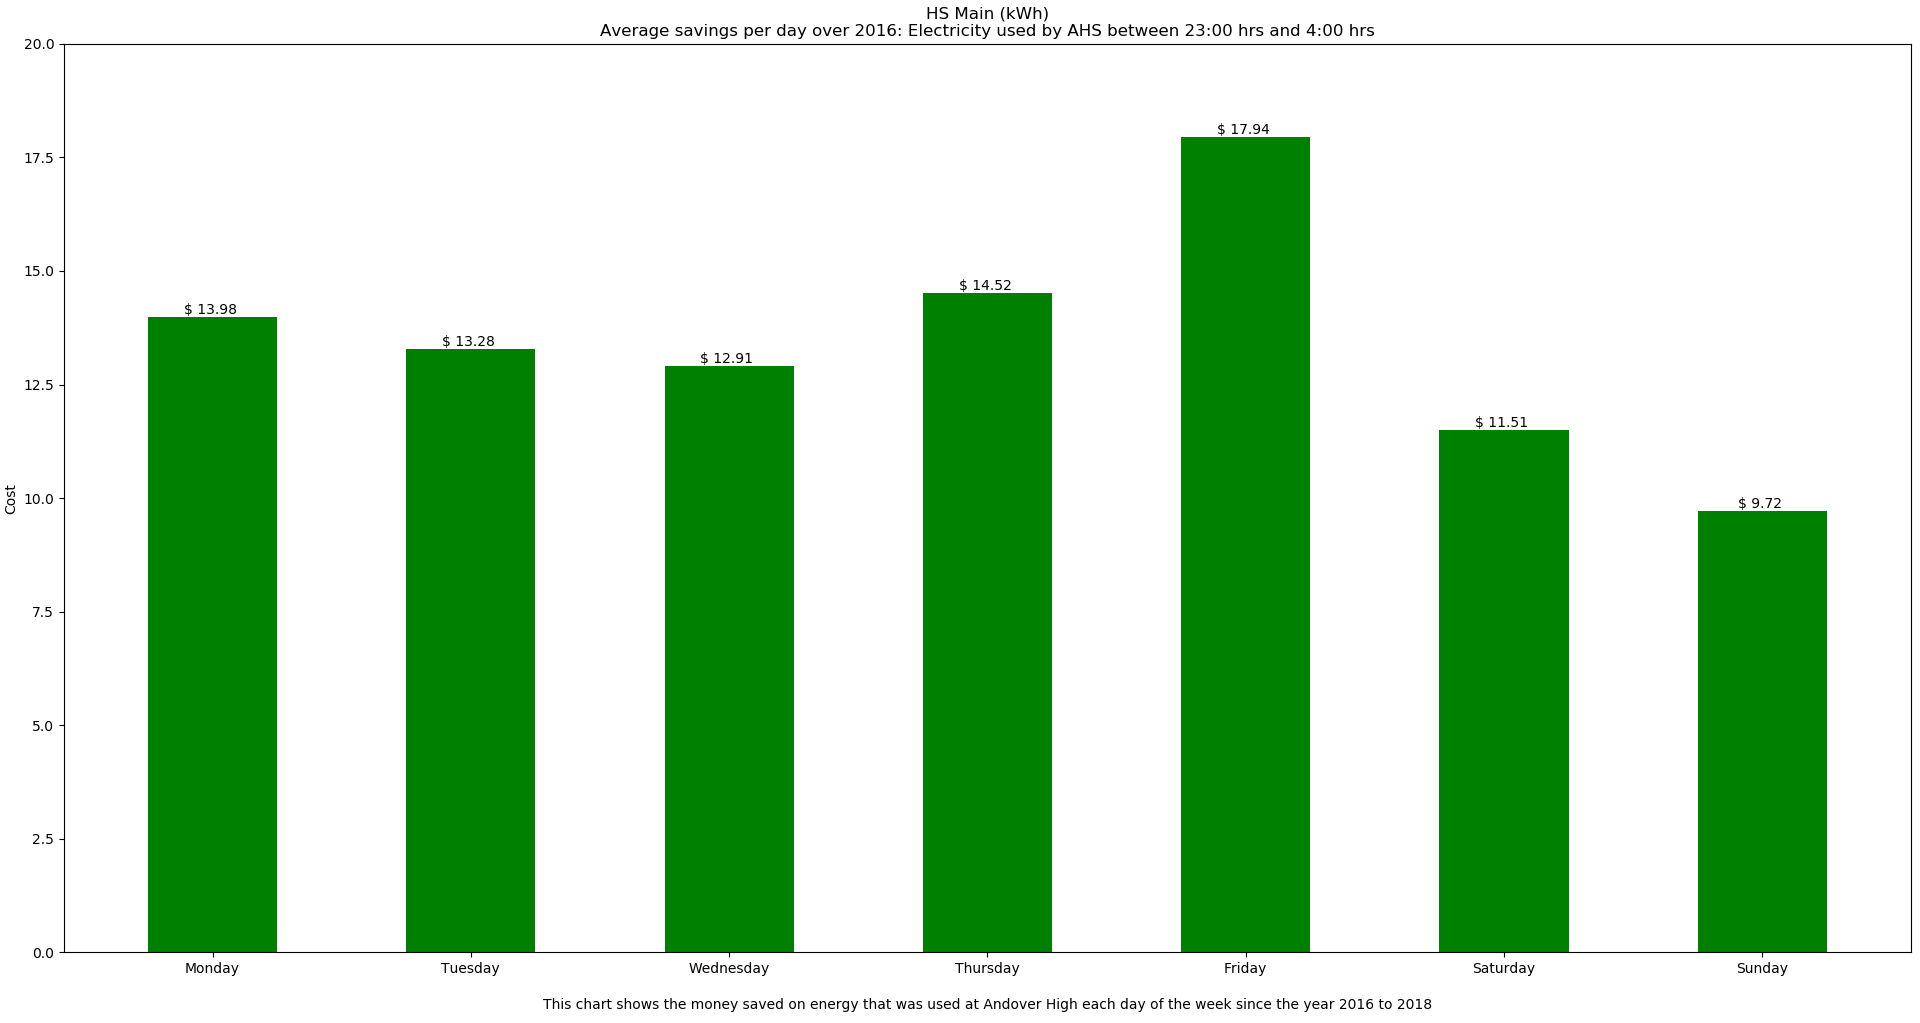 HS Main (kWh)
Average savings per day over 2016: Electricity used by AHS between 23:00 hrs and 4:00 hrs
20.0
17.5
15.0
12.5
10.0
7.5
5.0
2.5
0.0
Cost
$ 13.98
$ 13.28
$ 12.91
$ 14.52
$ 17.94
$ 11.51
$ 9.72
Monday
Tuesday
Wednesday
Thursday
Friday
Saturday
Sunday
This chart shows the money saved on energy that was used at Andover High each day of the week since the year 2016 to 2018